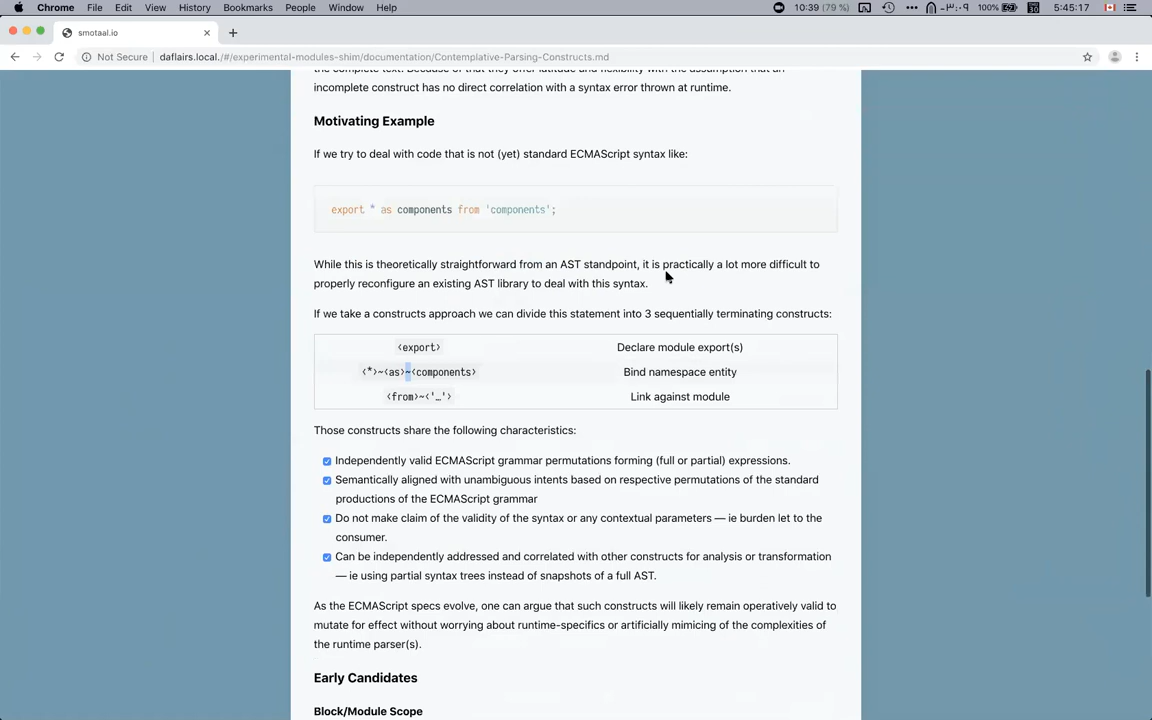 Chrome File Edit View History Bookmarks People Window Help 10:39 (79 %) 100% 5:45:17
smotaal.io
Not Secure daflairs.local./#/experimental-modules-shim/documentation/Contemplative-Parsing-Constructs.md
the complete text. Because of that they offer latitude and flexibility with the assumption that an
incomplete construct has no direct correlation with a syntax error thrown at runtime.
Motivating Example
If we try to deal with code that is not (yet) standard ECMAScript syntax like:
export * as components from 'components';
While this is theoretically straightforward from an AST standpoint, it is practically a lot more difficult to
properly reconfigure an existing AST library to deal with this syntax.
If we take a constructs approach we can divide this statement into 3 sequentially terminating constructs:
‹export› Declare module export(s)
‹*›~‹as›~‹components› Bind namespace entity
‹from›~‹'…'› Link against module
Those constructs share the following characteristics:
Independently valid ECMAScript grammar permutations forming (full or partial) expressions.
Semantically aligned with unambiguous intents based on respective permutations of the standard
productions of the ECMAScript grammar
Do not make claim of the validity of the syntax or any contextual parameters — ie burden let to the
consumer.
Can be independently addressed and correlated with other constructs for analysis or transformation
— ie using partial syntax trees instead of snapshots of a full AST.
As the ECMAScript specs evolve, one can argue that such constructs will likely remain operatively valid to
mutate for effect without worrying about runtime-specifics or artificially mimicing of the complexities of
the runtime parser(s).
Early Candidates
Block/Module Scope